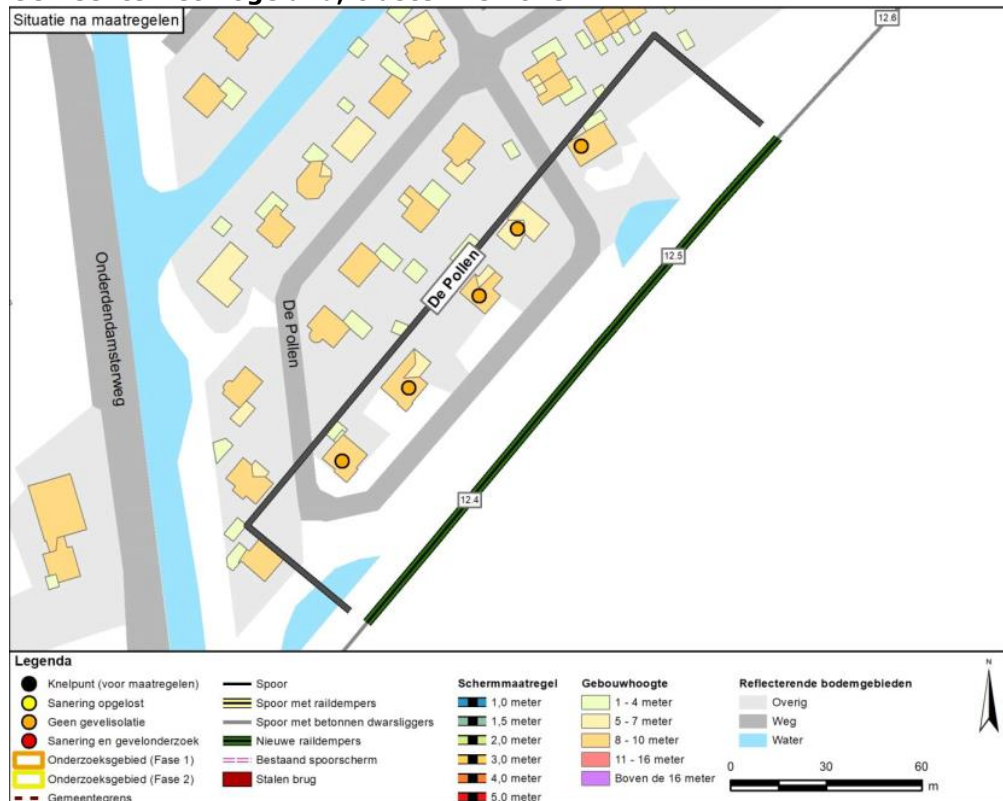 Situatie na maatregelen
12.6
12.5
De Pollen
De Pollen
Onderdendamsterweg
12.4
Legenda
Knelpunt (voor maatregelen)
Sanering opgelost
Geen gevelisolatie
Sanering en gevelonderzoek
Onderzoeksgebied (Fase 1)
Onderzoeksgebied (Fase 2)
Gemeentegrens
Spoor
Spoor met raildempers
Spoor met betonnen dwarsliggers
Nieuwe raildempers
Bestaand spoorscherm
Stalen brug
Schermmaatregel
1,0 meter
1,5 meter
2,0 meter
3,0 meter
4,0 meter
5,0 meter
Gebouwhoogte
1 - 4 meter
5 - 7 meter
8 - 10 meter
11 - 16 meter
Boven de 16 meter
Reflecterende bodemgebieden
Overig
Weg
Water
N
0 30 60
m